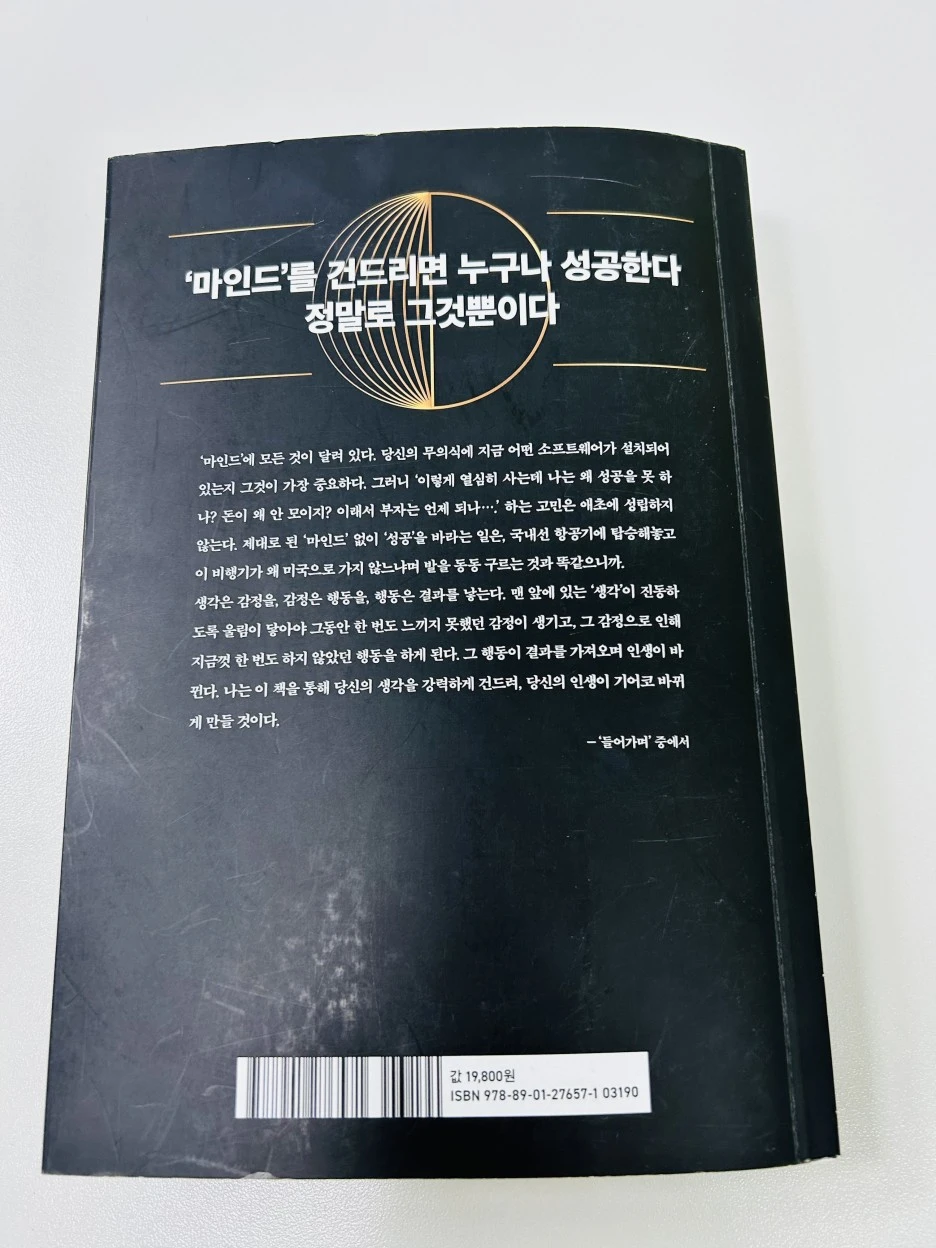 '마인드'를 건드리면 누구나 성공한다
정말로 그것뿐이다
'마인드'에 모든 것이 달려 있다. 당신의 무의식에 지금 어떤 소프트웨어가 설치되어
있는지 그것이 가장 중요하다. 그러니 '이렇게 열심히 사는데 나는 왜 성공을 못 하
나? 돈이 왜 안 모이지? 이래서 부자는 언제 되나….' 하는 고민은 애초에 성립하지
않는다. 제대로 된 '마인드' 없이 '성공'을 바라는 일은, 국내선 항공기에 탑승해놓고
이 비행기가 왜 미국으로 가지 않느냐며 발을 동동 구르는 것과 똑같으니까.
생각은 감정을, 감정은 행동을, 행동은 결과를 낳는다. 맨 앞에 있는 '생각'이 진동하
도록 울림이 닿아야 그동안 한 번도 느끼지 못했던 감정이 생기고, 그 감정으로 인해
지금껏 한 번도 하지 않았던 행동을 하게 된다. 그 행동이 결과를 가져오며 인생이 바
뀐다. 나는 이 책을 통해 당신의 생각을 강력하게 건드려, 당신의 인생이 기어코 바뀌
게 만들 것이다.
– '들어가며' 중에서
값 19,800원
ISBN 978-89-01-27657-1 03190